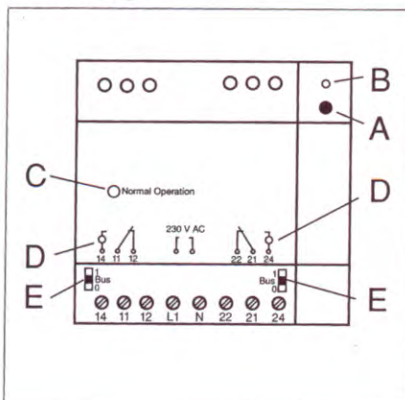 B
A
C
Normal Operation
D
230 V AC
D
14 11 12 22 21 24
E
1 Bus 0
1 Bus 0
E
14 11 12 L1 N 22 21 24